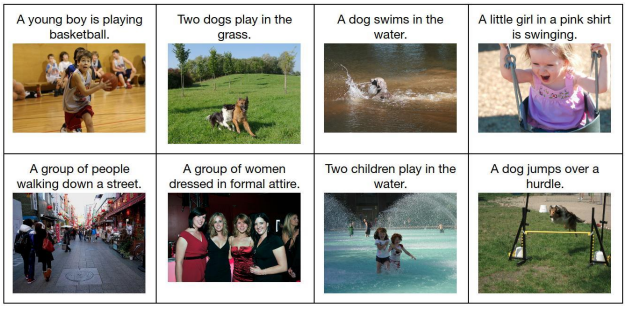 A young boy is playing
basketball.
Two dogs play in the
grass.
A dog swims in the
water.
A little girl in a pink shirt
is swinging.
A group of people
walking down a street.
A group of women
dressed in formal attire.
Two children play in the
water.
A dog jumps over a
hurdle.